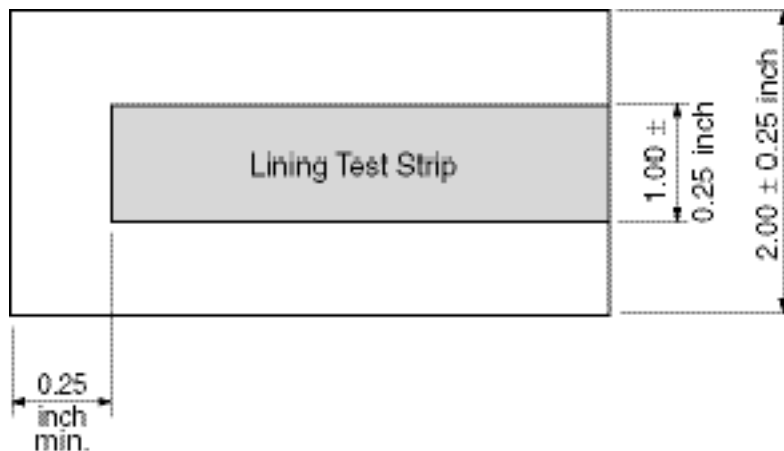 Lining Test Strip
1.00 ±
0.25 inch
2.00 ± 0.25 inch
0.25
inch
min.